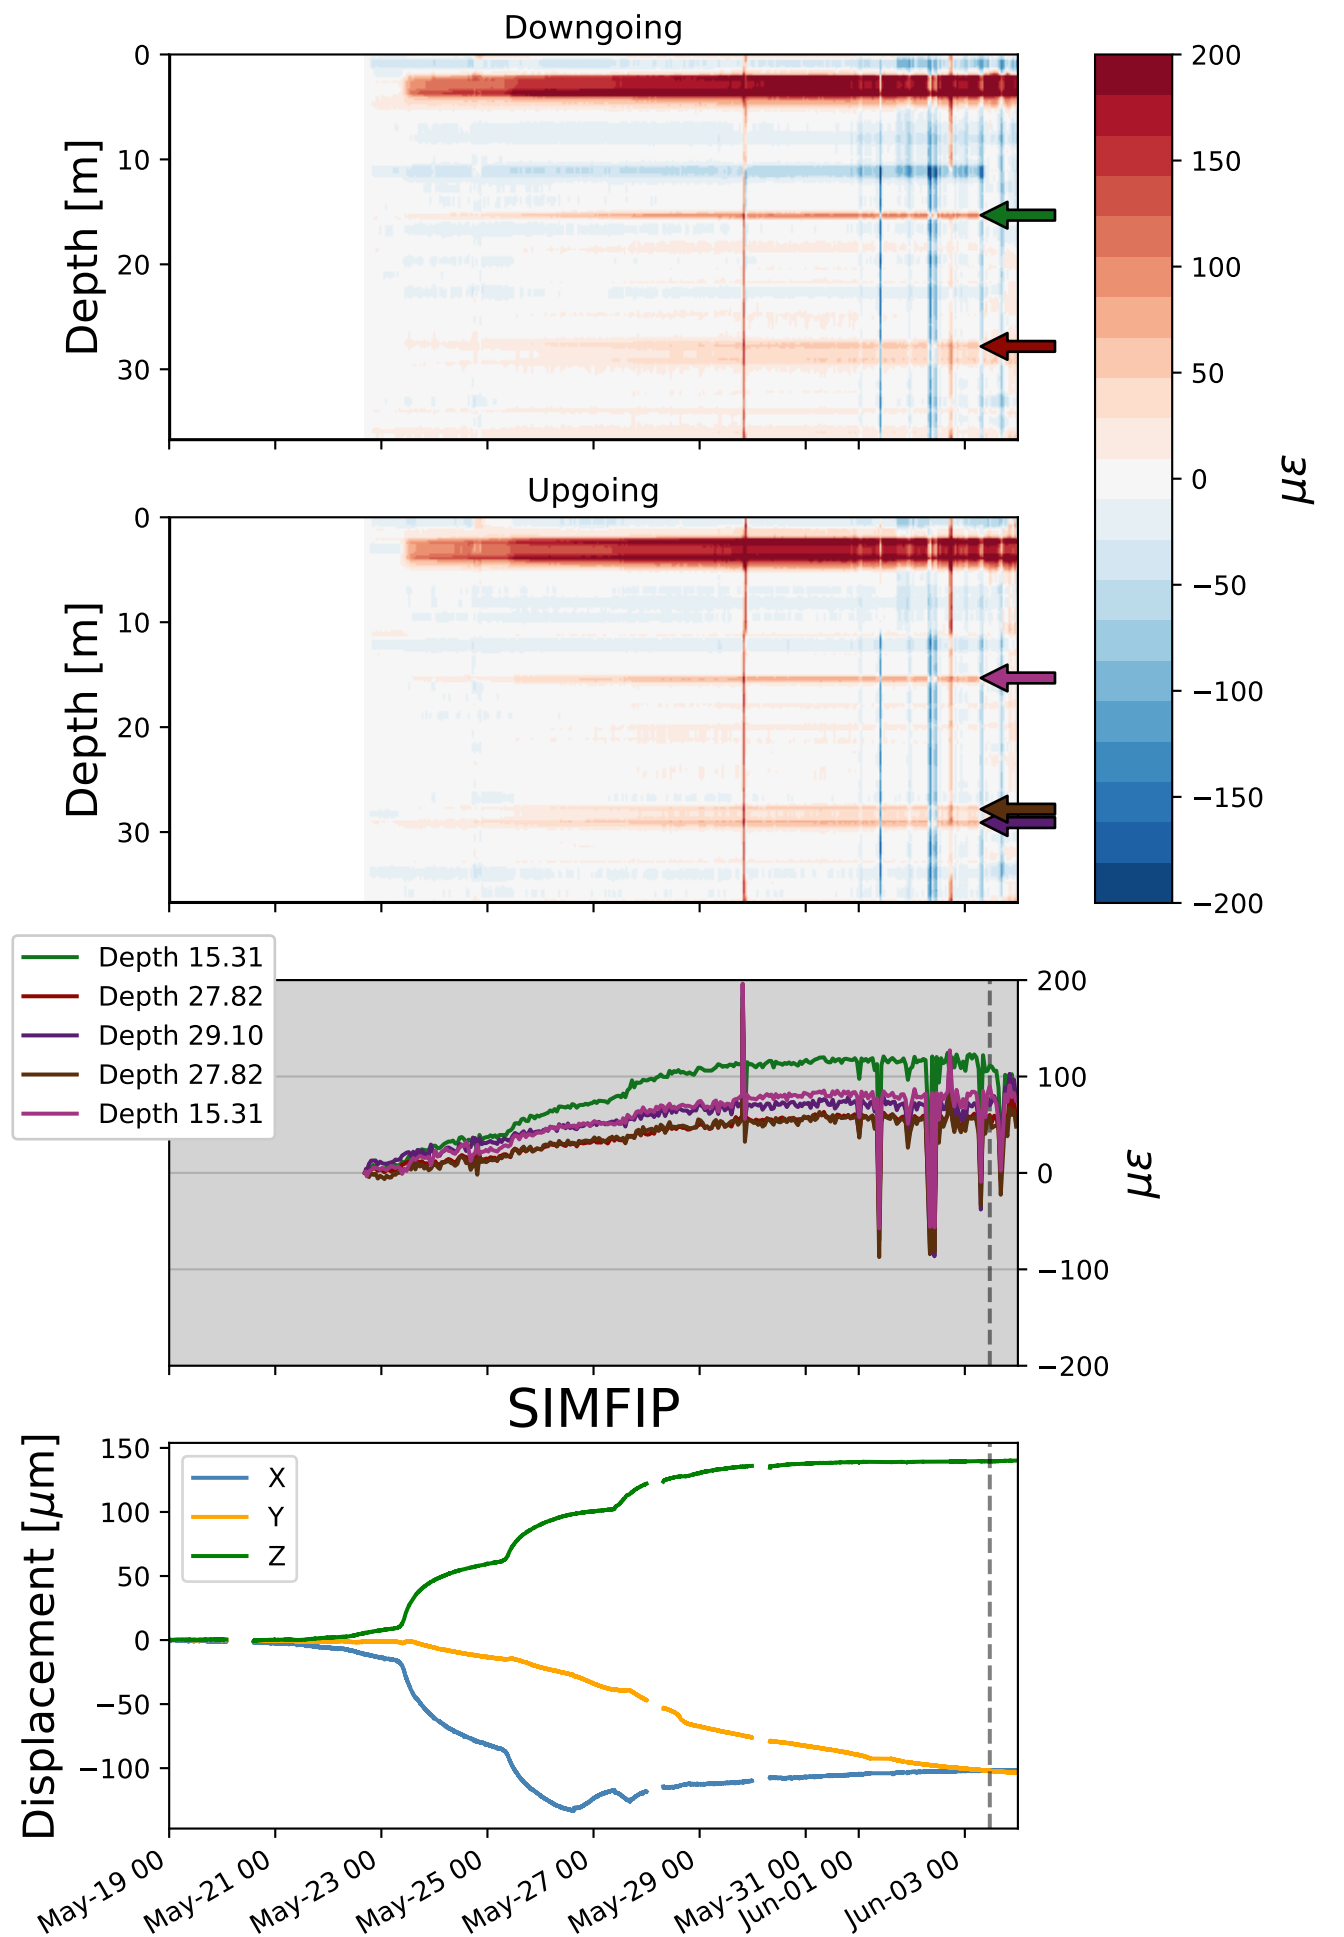 Downgoing
0
10
20
30
Depth [m]
200
150
100
50
0
−50
−100
−150
−200
με
Upgoing
0
10
20
30
Depth [m]
Depth 15.31
Depth 27.82
Depth 29.10
Depth 27.82
Depth 15.31
200
100
0
−100
−200
με
SIMFIP
150
100
50
0
−50
−100
Displacement [μm]
X
Y
Z
May-19 00
May-21 00
May-23 00
May-25 00
May-27 00
May-29 00
May-31 00
Jun-01 00
Jun-03 00